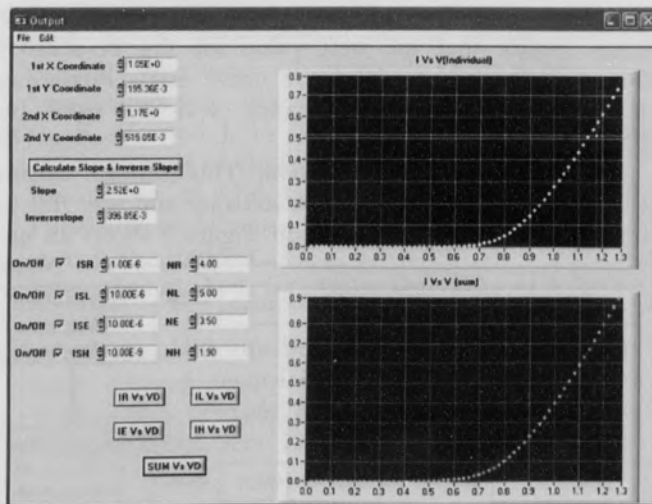 Output
File Edit
1st X Coordinate 1.05E+0
1st Y Coordinate 195.36E-3
2nd X Coordinate 1.17E+0
2nd Y Coordinate 515.05E-3
Calculate Slope & Inverse Slope
Slope 2.52E+0
Inverseslope 396.85E-3
On/Off ISR 1.00E-6 NR 4.00
On/Off ISL 10.00E-6 NL 5.00
On/Off ISE 10.00E-6 NE 3.50
On/Off ISH 10.00E-9 NH 1.90
IR Vs VD IL Vs VD
IE Vs VD IH Vs VD
SUM Vs VD
I Vs V(Individual)
0.8
0.7
0.6
0.5
0.4
0.3
0.2
0.1
0.0
0.0 0.1 0.2 0.3 0.4 0.5 0.6 0.7 0.8 0.9 1.0 1.1 1.2 1.3
I Vs V (sum)
0.9
0.8
0.7
0.6
0.5
0.4
0.3
0.2
0.1
0.0
0.0 0.1 0.2 0.3 0.4 0.5 0.6 0.7 0.8 0.9 1.0 1.1 1.2 1.3